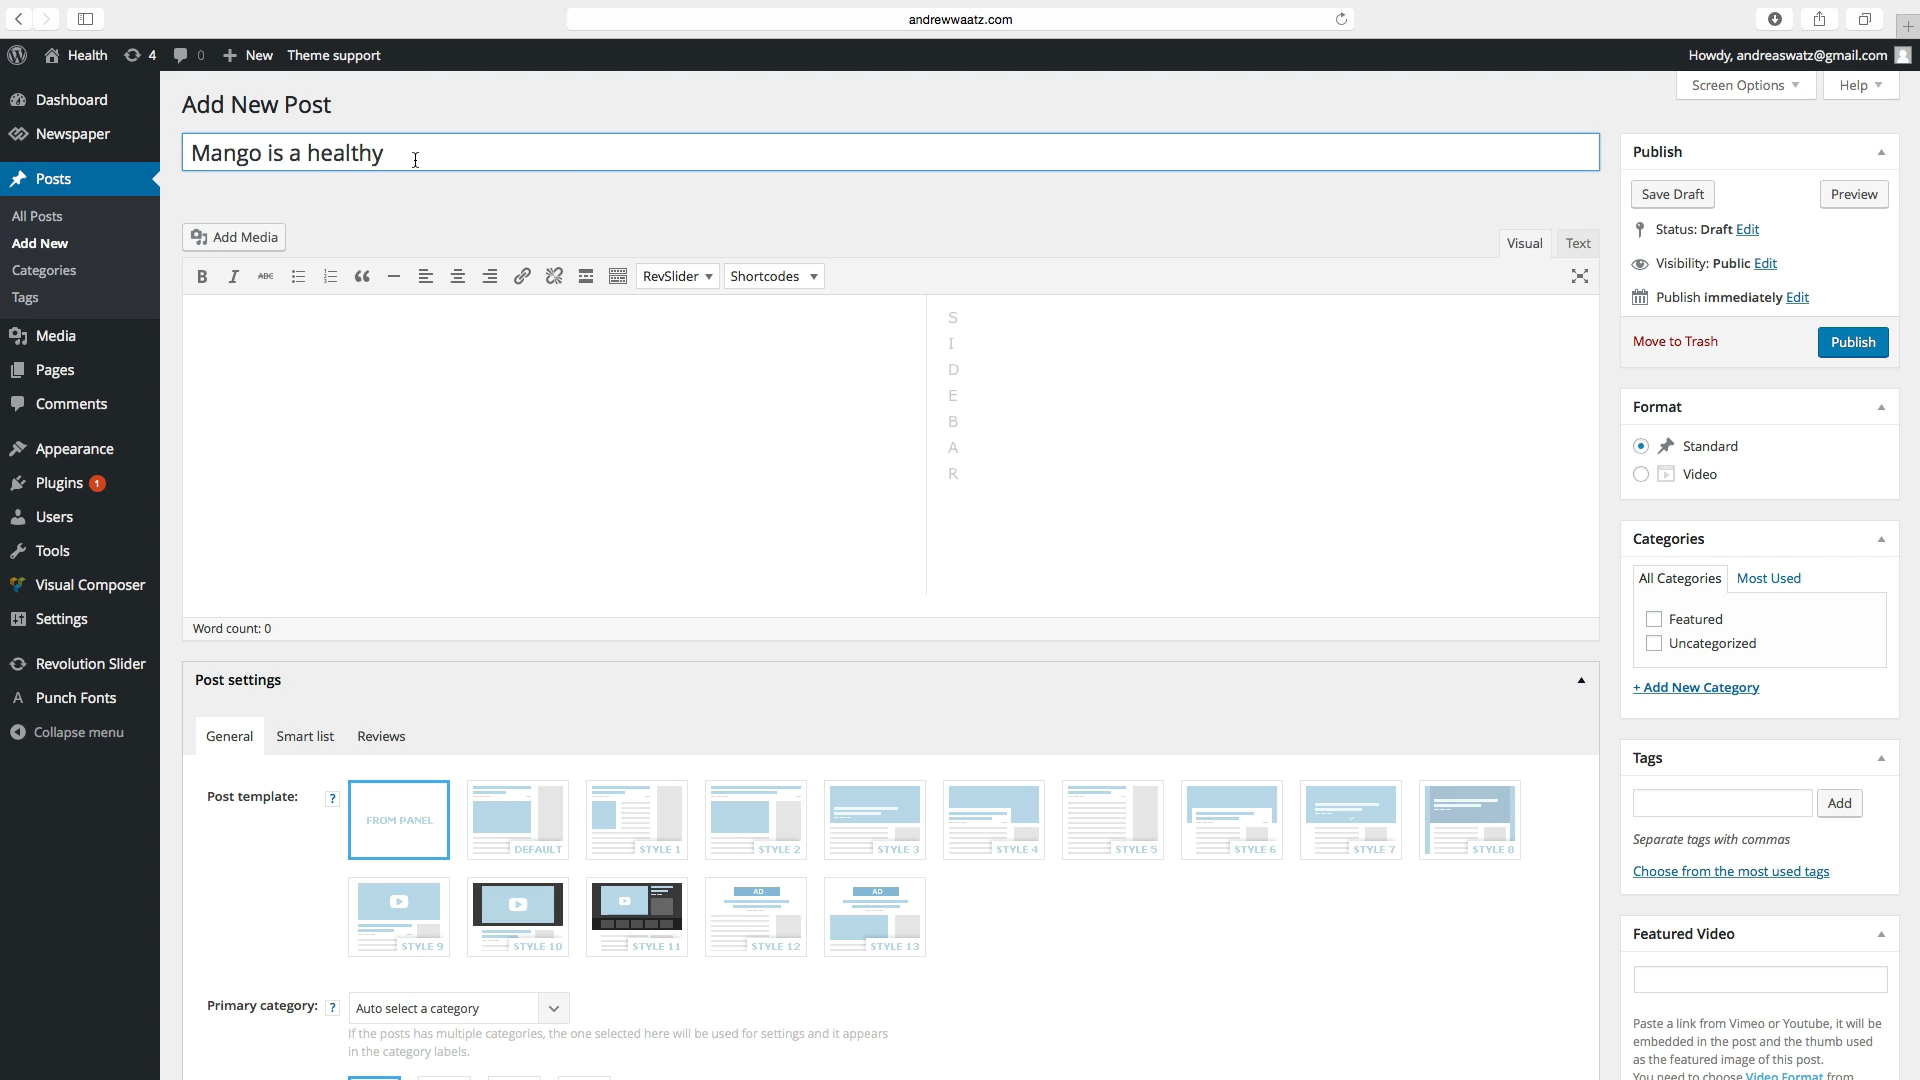 andrewwaatz.com
Health 4 0 New Theme support
Howdy, andreaswatz@gmail.com
Screen Options Help
Dashboard
Newspaper
Posts
All Posts
Add New
Categories
Tags
Media
Pages
Comments
Appearance
Plugins 1
Users
Tools
Visual Composer
Settings
Revolution Slider
Punch Fonts
Collapse menu
Add New Post
Mango is a healthy
Add Media
Visual Text
B I ABC RevSlider Shortcodes
S
I
D
E
B
A
R
Word count: 0
Post settings
General Smart list Reviews
Post template: ?
FROM PANEL DEFAULT STYLE 1 STYLE 2 STYLE 3 STYLE 4 STYLE 5 STYLE 6 STYLE 7 STYLE 8
AD AD
STYLE 9 STYLE 10 STYLE 11 STYLE 12 STYLE 13
Primary category: ? Auto select a category
If the posts has multiple categories, the one selected here will be used for settings and it appears
in the category labels.
Publish
Save Draft Preview
Status: Draft Edit
Visibility: Public Edit
Publish immediately Edit
Move to Trash Publish
Format
Standard
Video
Categories
All Categories Most Used
Featured
Uncategorized
+ Add New Category
Tags
Add
Separate tags with commas
Choose from the most used tags
Featured Video
Paste a link from Vimeo or Youtube, it will be
embedded in the post and the thumb used
as the featured image of this post.
You need to choose Video Format from